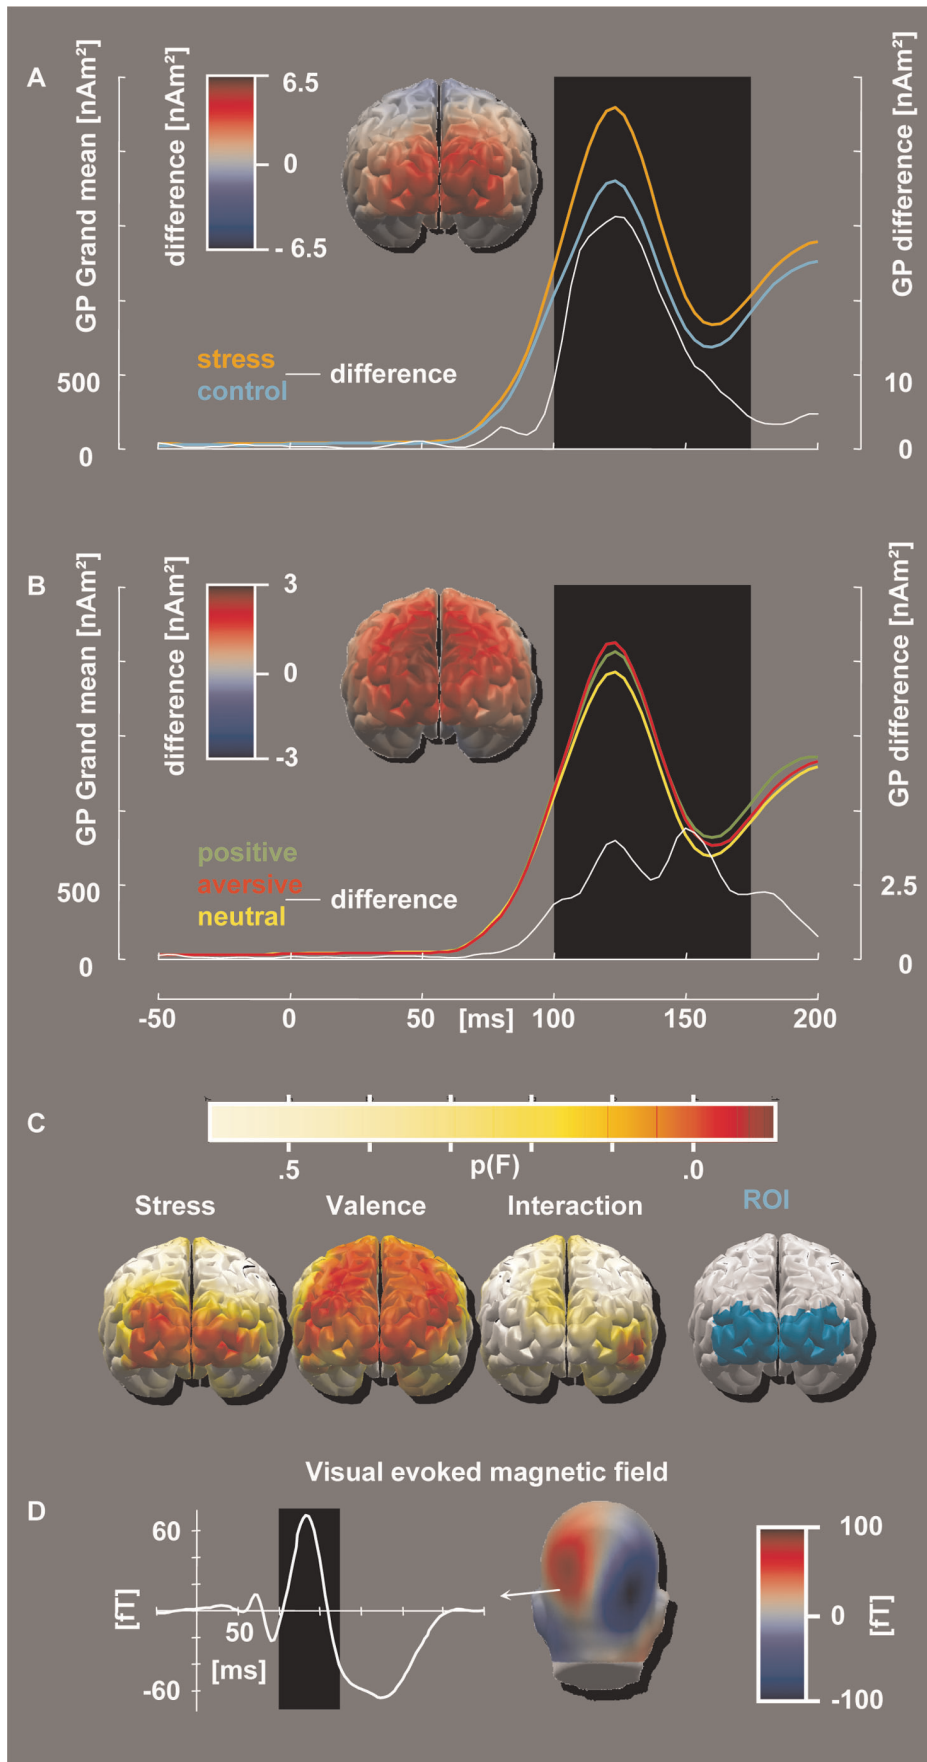 A
GP Grand mean [nAm²]
difference [nAm²]
6.5
0
-6.5
GP difference [nAm²]
stress
control
difference
500
0
10
0
B
GP Grand mean [nAm²]
difference [nAm²]
3
0
-3
GP difference [nAm²]
positive
aversive
neutral
difference
500
0
2.5
0
-50 0 50 [ms] 100 150 200
C
.5 p(F) .0
Stress Valence Interaction ROI
Visual evoked magnetic field
D
60
[fT]
50
[ms]
-60
100
0
-100
[fT]